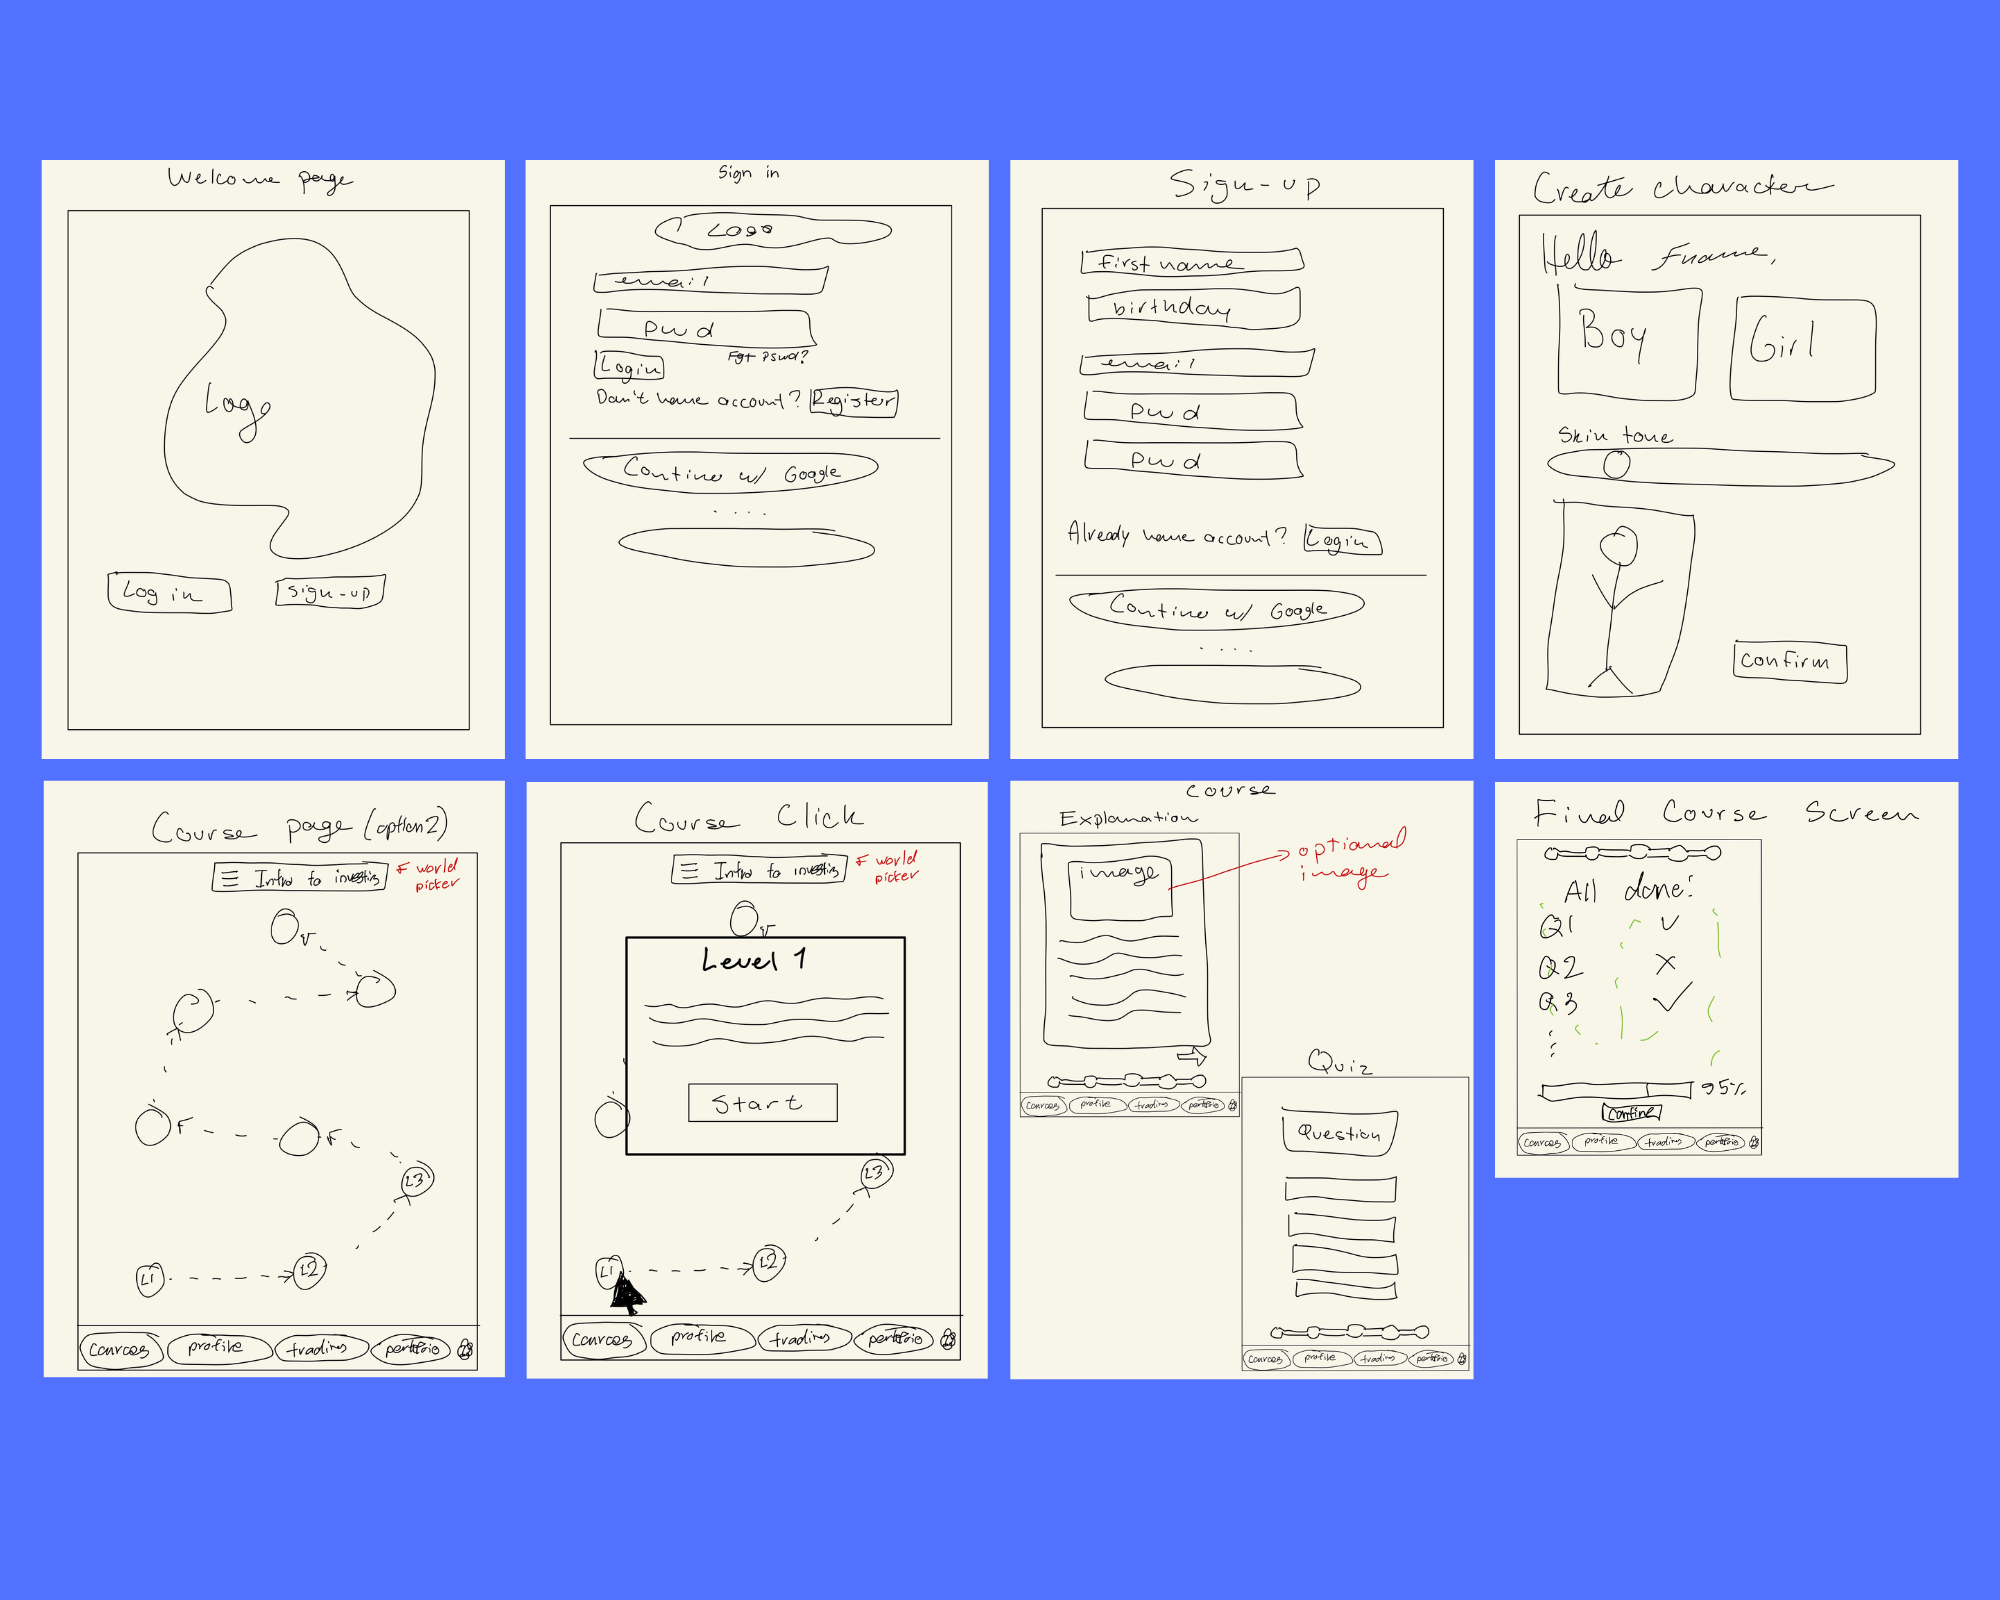 Welcome page
Logo
Log in
Sign-up
Sign in
Logo
email
pwd
Fgt Pswd?
Login
Don't have account? Register
Continue w/ Google
. . . .
Sign-up
first name
birthday
email
pwd
pwd
Already have account? Login
Continue w/ Google
. . . .
Create character
Hello Fname,
Boy
Girl
Skin tone
confirm
Course page (option2)
Intro to investing
world
picker
L3
L1
L2
courses profile trading portfolio
Course Click
Intro to investing
world
picker
Level 1
Start
L3
L1
L2
courses profile trading portfolio
course
Explanation
image
optional
image
courses profile trading portfolio
Quiz
Question
courses profile trading portfolio
Final Course Screen
All done!
Q1 ✓
Q2 ✗
Q3 ✓
95%
Continue
courses profile trading portfolio